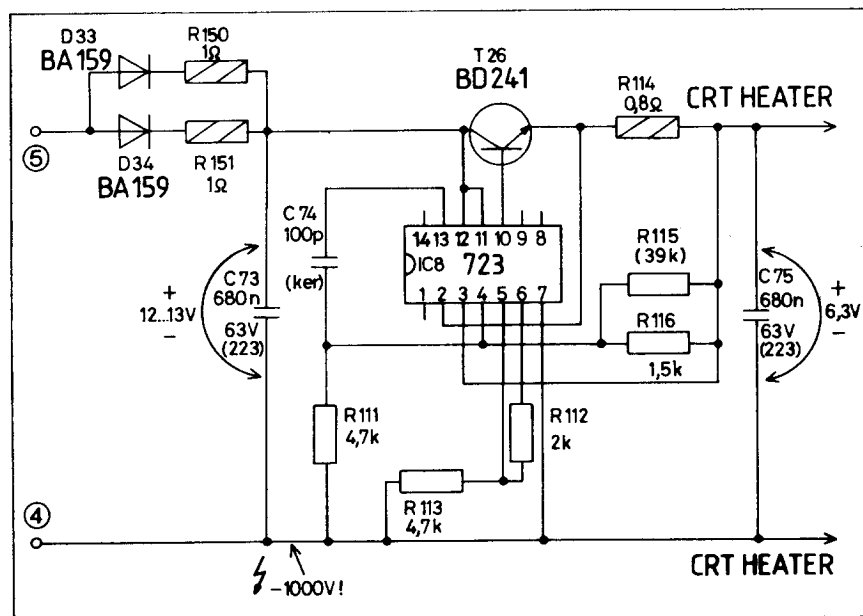 D33
BA159
R150
1Ω
T26
BD241
R114
0,8Ω
CRT HEATER
5
D34
BA159
R151
1Ω
C74
100p
(ker)
14 13 12 11 10 9 8
IC8 723
1 2 3 4 5 6 7
R115
(39k)
R116
1,5k
C73
680n
63V
(223)
+
12...13V
-
C75
680n
63V
(223)
+
6,3V
-
R111
4,7k
R112
2k
R113
4,7k
4
-1000V!
CRT HEATER